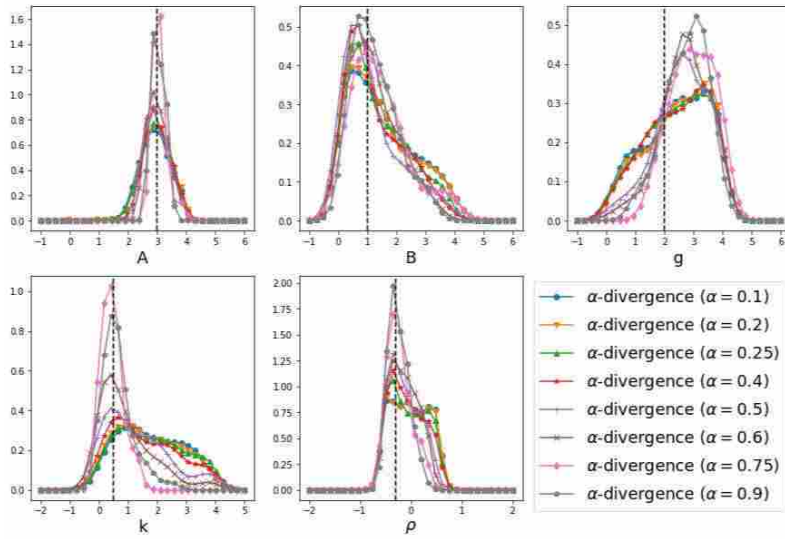 1.6
1.4
1.2
1.0
0.8
0.6
0.4
0.2
0.0
−1 0 1 2 3 4 5 6
A
0.5
0.4
0.3
0.2
0.1
0.0
−1 0 1 2 3 4 5 6
B
0.5
0.4
0.3
0.2
0.1
0.0
−1 0 1 2 3 4 5 6
g
1.0
0.8
0.6
0.4
0.2
0.0
−2 −1 0 1 2 3 4 5
k
2.00
1.75
1.50
1.25
1.00
0.75
0.50
0.25
0.00
−2 −1 0 1 2
ρ
α-divergence (α = 0.1)
α-divergence (α = 0.2)
α-divergence (α = 0.25)
α-divergence (α = 0.4)
α-divergence (α = 0.5)
α-divergence (α = 0.6)
α-divergence (α = 0.75)
α-divergence (α = 0.9)